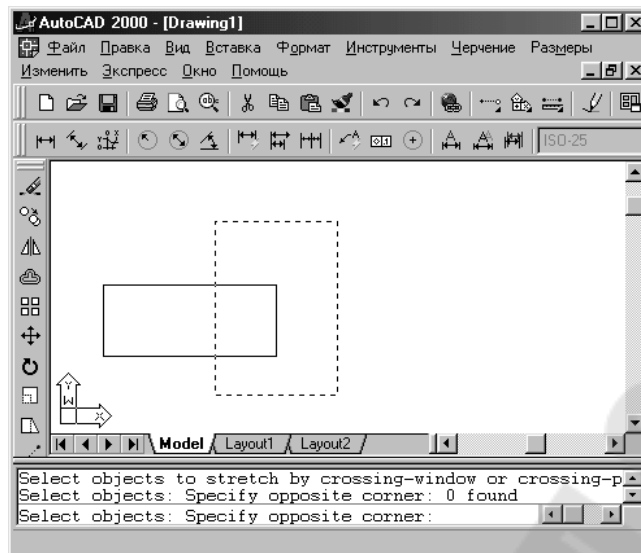 AutoCAD 2000 - [Drawing1]
Файл Правка Вид Вставка Формат Инструменты Черчение Размеры
Изменить Экспресс Окно Помощь
ISO-25
Y
W
X
Model Layout1 Layout2
Select objects to stretch by crossing-window or crossing-p
Select objects: Specify opposite corner: 0 found
Select objects: Specify opposite corner: